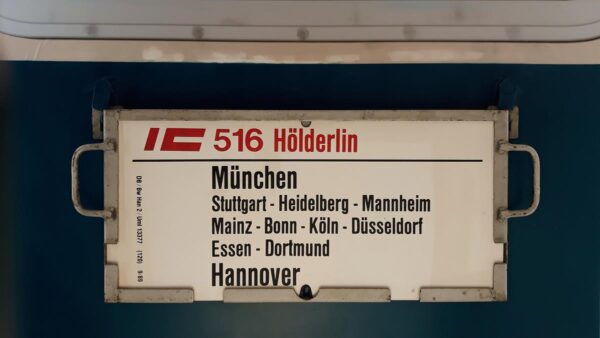 IC 516 Hölderlin
München
Stuttgart - Heidelberg - Mannheim
Mainz - Bonn - Köln - Düsseldorf
Essen - Dortmund
Hannover